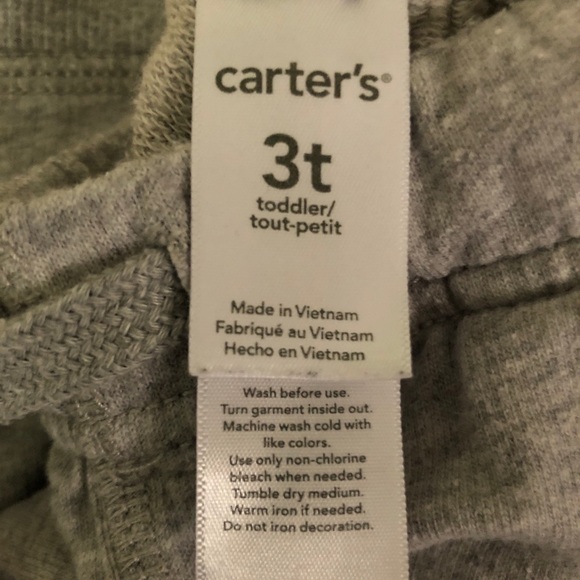 carter's®
3t
toddler/
tout-petit
Made in Vietnam
Fabriqué au Vietnam
Hecho en Vietnam
Wash before use.
Turn garment inside out.
Machine wash cold with
like colors.
Use only non-chlorine
bleach when needed.
Tumble dry medium.
Warm iron if needed.
Do not iron decoration.